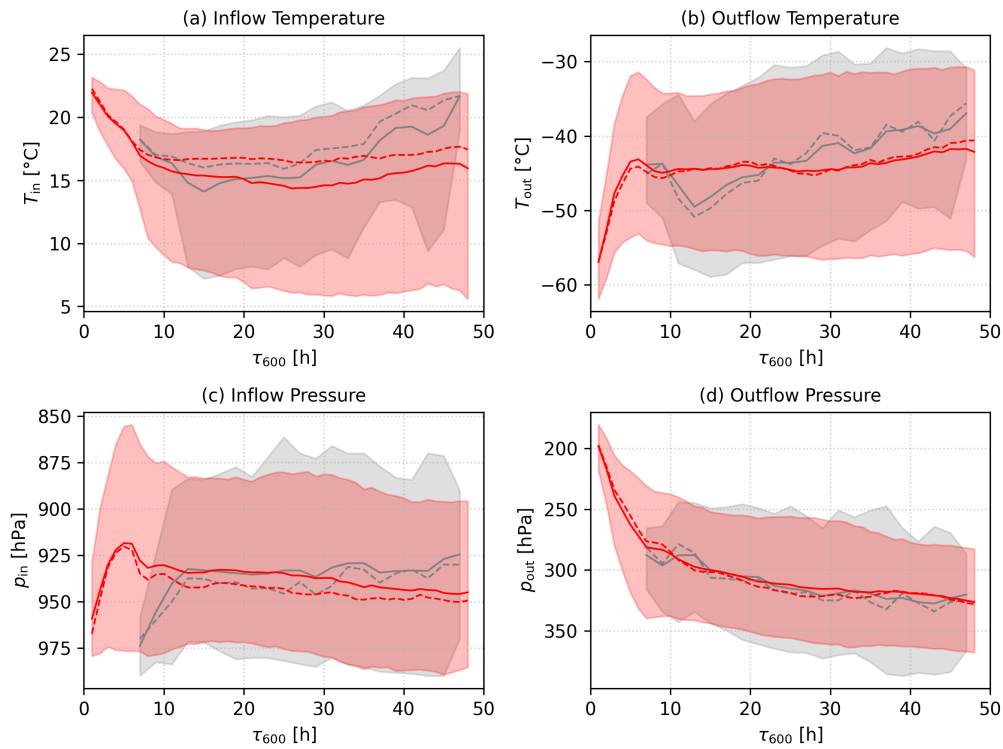 (a) Inflow Temperature
(b) Outflow Temperature
25
20
15
10
5
T_in [°C]
0 10 20 30 40 50
τ_600 [h]
−30
−40
−50
−60
T_out [°C]
0 10 20 30 40 50
τ_600 [h]
(c) Inflow Pressure
(d) Outflow Pressure
850
875
900
925
950
975
p_in [hPa]
0 10 20 30 40 50
τ_600 [h]
200
250
300
350
p_out [hPa]
0 10 20 30 40 50
τ_600 [h]